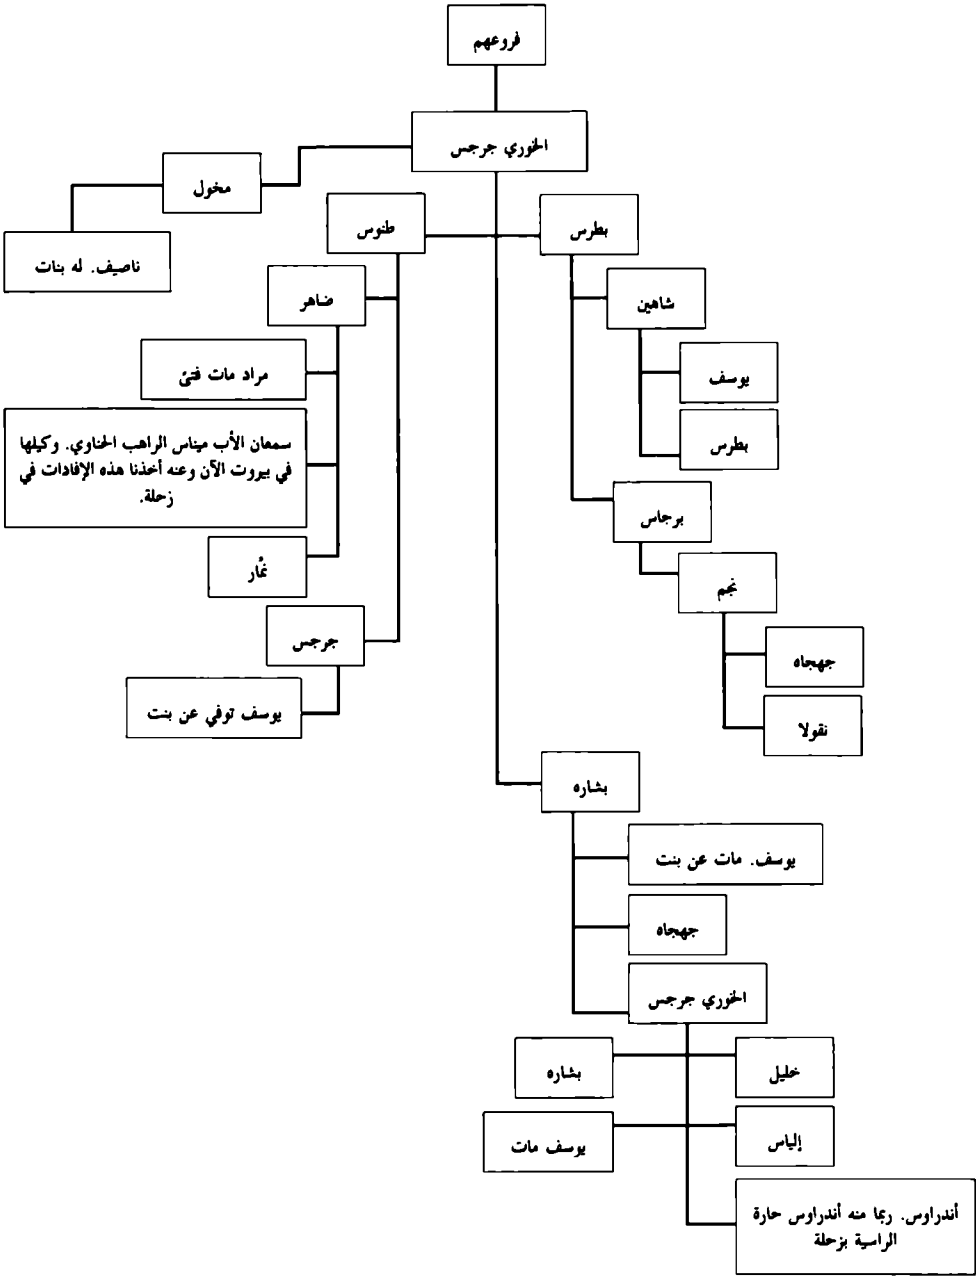 فروعهم
الخوري جرجس
مخول
ناصيف. له بنات
طنوس
بطرس
ضاهر
شاهين
مراد مات فتئ
يوسف
سمعان الأب ميناس الراهب الحناوي. وكيلها
في بيروت الآن وعنه أخذنا هذه الإفادات في
زحلة.
بطرس
برجاس
نمُار
نجم
جرجس
جهجاه
يوسف توفي عن بنت
نقولا
بشاره
يوسف. مات عن بنت
جهجاه
الخوري جرجس
خليل
بشاره
إلياس
يوسف مات
أندراوس. ربما منه أندراوس حارة
الراسية بزحلة